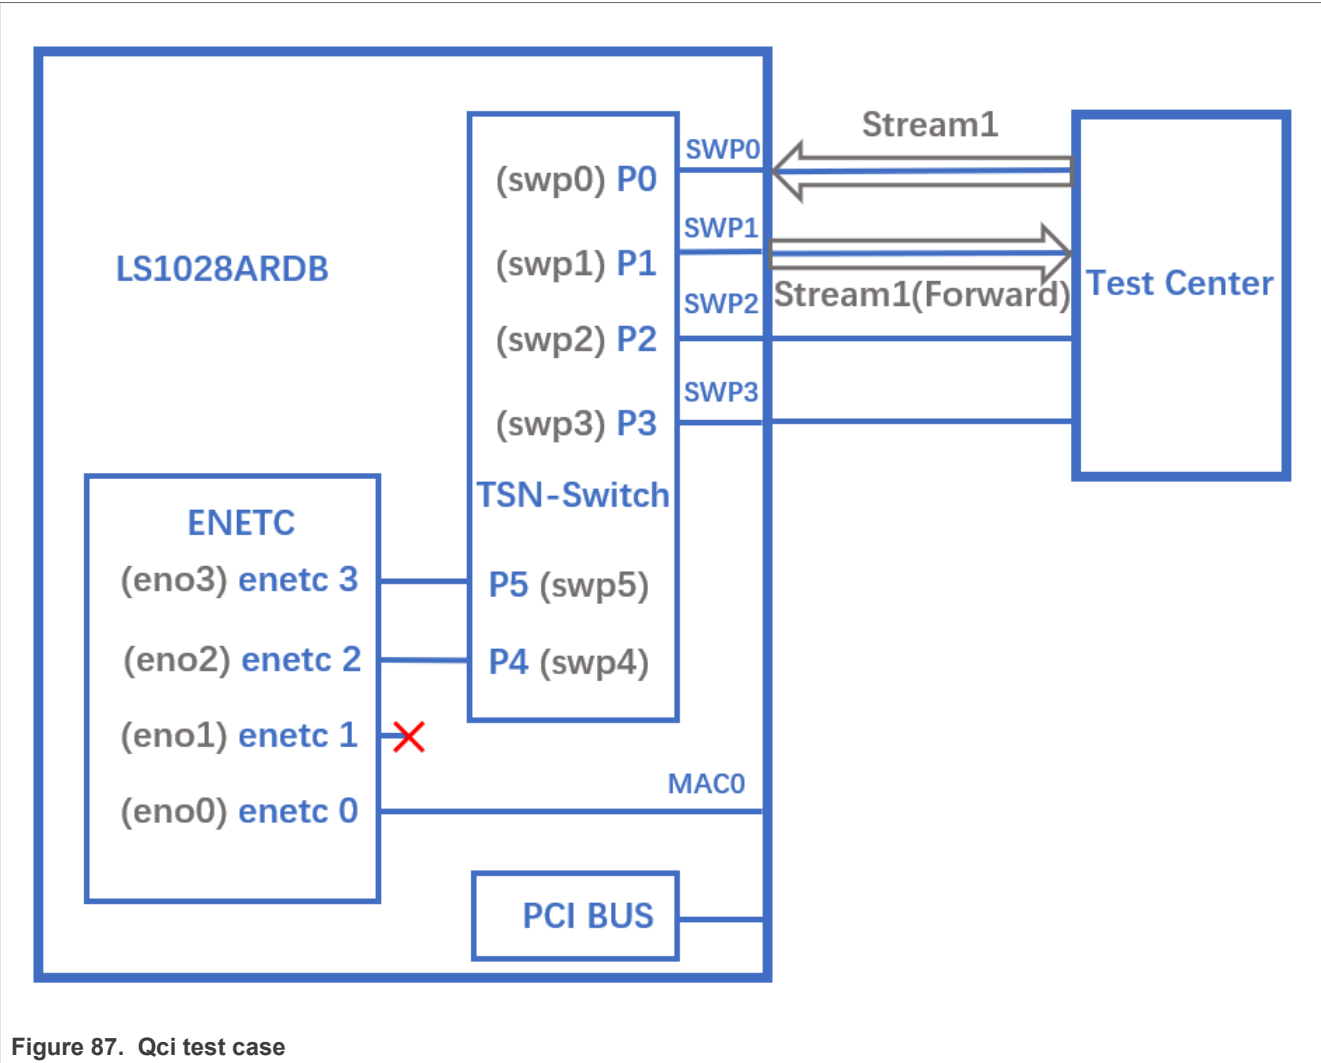 Stream1
SWP0
(swp0) P0
SWP1
(swp1) P1
LS1028ARDB
Test Center
Stream1(Forward)
SWP2
(swp2) P2
SWP3
(swp3) P3
TSN-Switch
ENETC
(eno3) enetc 3
P5 (swp5)
(eno2) enetc 2
P4 (swp4)
(eno1) enetc 1
MAC0
(eno0) enetc 0
PCI BUS
Figure 87. Qci test case